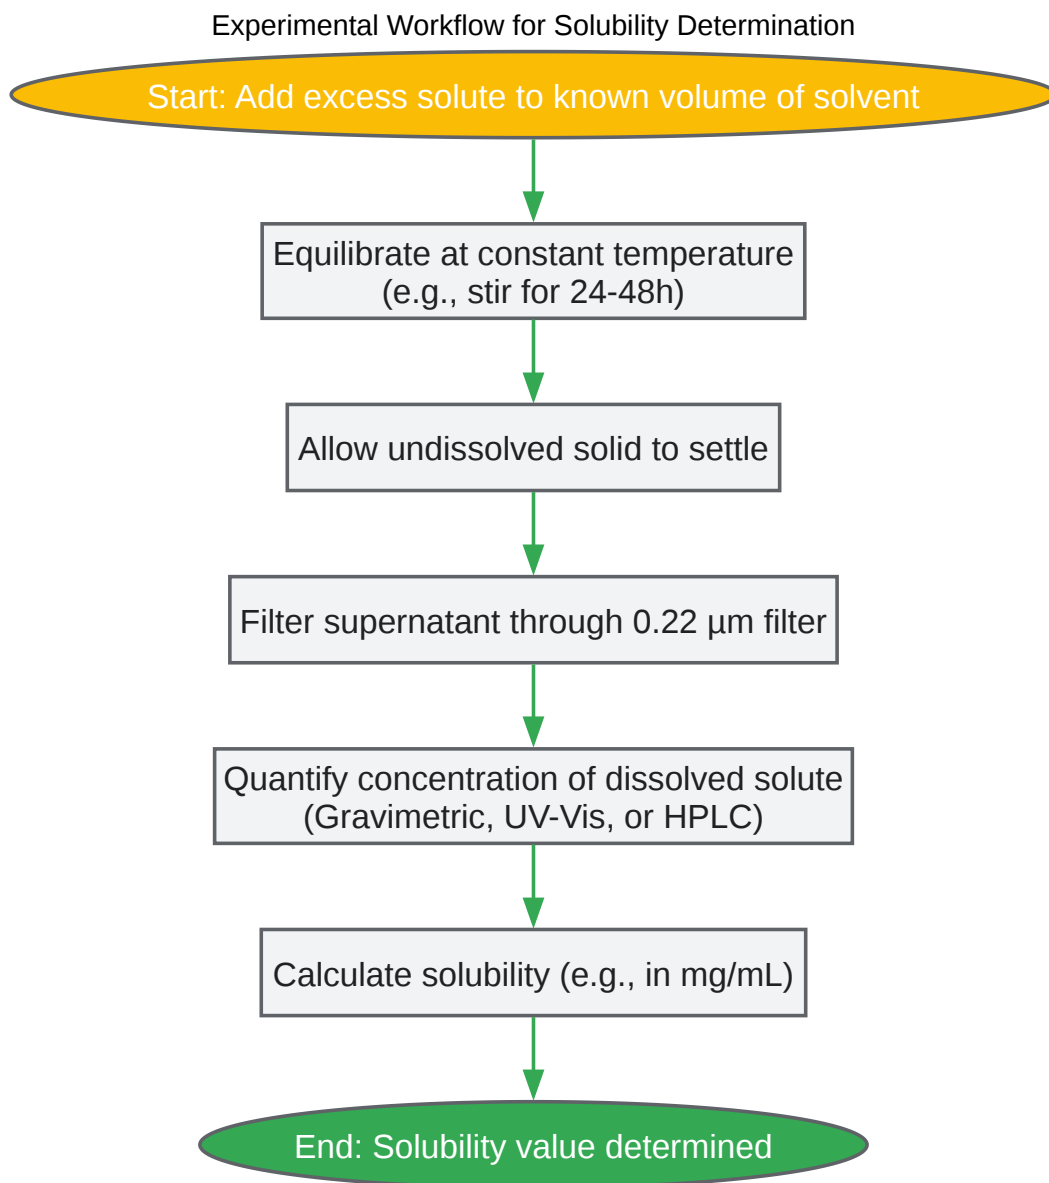 Experimental Workflow for Solubility Determination
Start: Add excess solute to known volume of solvent
Equilibrate at constant temperature
(e.g., stir for 24-48h)
Allow undissolved solid to settle
Filter supernatant through 0.22 µm filter
Quantify concentration of dissolved solute
(Gravimetric, UV-Vis, or HPLC)
Calculate solubility (e.g., in mg/mL)
End: Solubility value determined